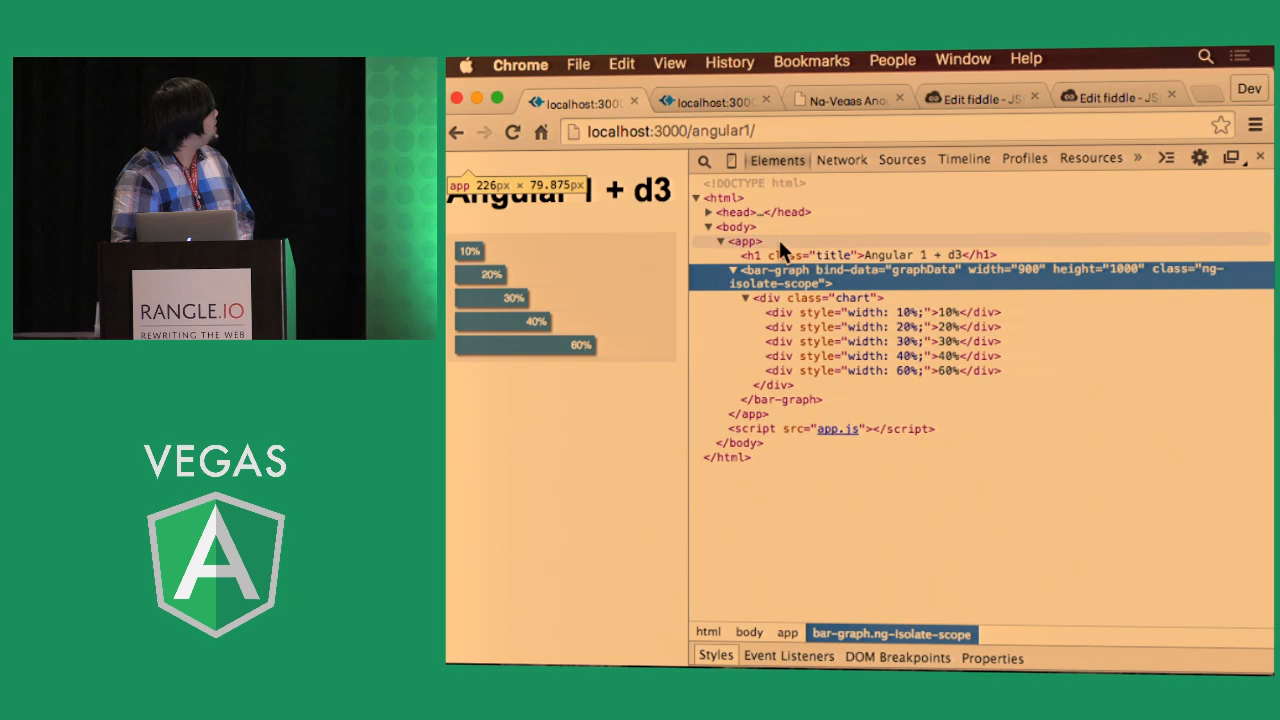 RANGLE.IO
REWRITING THE WEB
VEGAS
A
Chrome File Edit View History Bookmarks People Window Help
localhost:300 localhost:300 Na-Vegas An Edit fiddle - JS Edit fiddle - JS Dev
localhost:3000/angular1/
Elements Network Sources Timeline Profiles Resources »
app 226px × 79.875px
Angular 1 + d3
10%
20%
30%
40%
60%
<!DOCTYPE html>
<html>
<head>…</head>
<body>
<app>
<h1 class="title">Angular 1 + d3</h1>
<bar-graph bind-data="graphData" width="900" height="1000" class="ng-
isolate-scope">
<div class="chart">
<div style="width: 10%;">10%</div>
<div style="width: 20%;">20%</div>
<div style="width: 30%;">30%</div>
<div style="width: 40%;">40%</div>
<div style="width: 60%;">60%</div>
</div>
</bar-graph>
</app>
<script src="app.js"></script>
</body>
</html>
html body app bar-graph.ng-isolate-scope
Styles Event Listeners DOM Breakpoints Properties